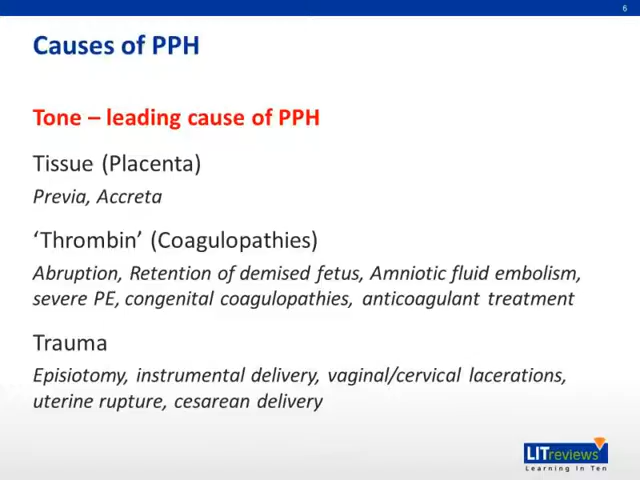 6
Causes of PPH
Tone – leading cause of PPH
Tissue (Placenta)
Previa, Accreta
‘Thrombin’ (Coagulopathies)
Abruption, Retention of demised fetus, Amniotic fluid embolism,
severe PE, congenital coagulopathies, anticoagulant treatment
Trauma
Episiotomy, instrumental delivery, vaginal/cervical lacerations,
uterine rupture, cesarean delivery
LITreviews
Learning In Ten